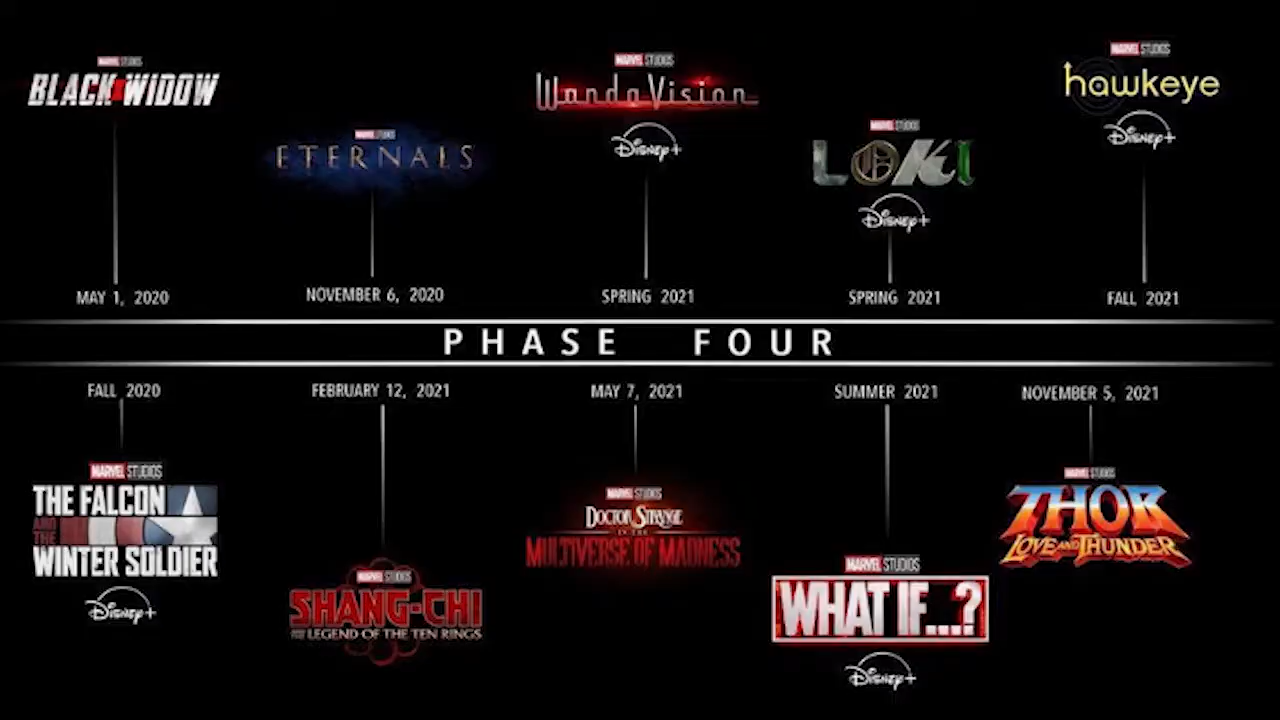 MARVEL STUDIOS
BLACK WIDOW
MAY 1, 2020
MARVEL STUDIOS
ETERNALS
NOVEMBER 6, 2020
MARVEL STUDIOS
WandaVision
Disney+
SPRING 2021
MARVEL STUDIOS
LOKI
Disney+
SPRING 2021
MARVEL STUDIOS
hawkeye
Disney+
FALL 2021
PHASE FOUR
FALL 2020
MARVEL STUDIOS
THE FALCON
AND
THE
WINTER SOLDIER
Disney+
FEBRUARY 12, 2021
MARVEL STUDIOS
SHANG-CHI
AND THE LEGEND OF THE TEN RINGS
MAY 7, 2021
MARVEL STUDIOS
DOCTOR STRANGE
IN THE
MULTIVERSE OF MADNESS
SUMMER 2021
MARVEL STUDIOS
WHAT IF...?
Disney+
NOVEMBER 5, 2021
MARVEL STUDIOS
THOR
LOVE AND THUNDER